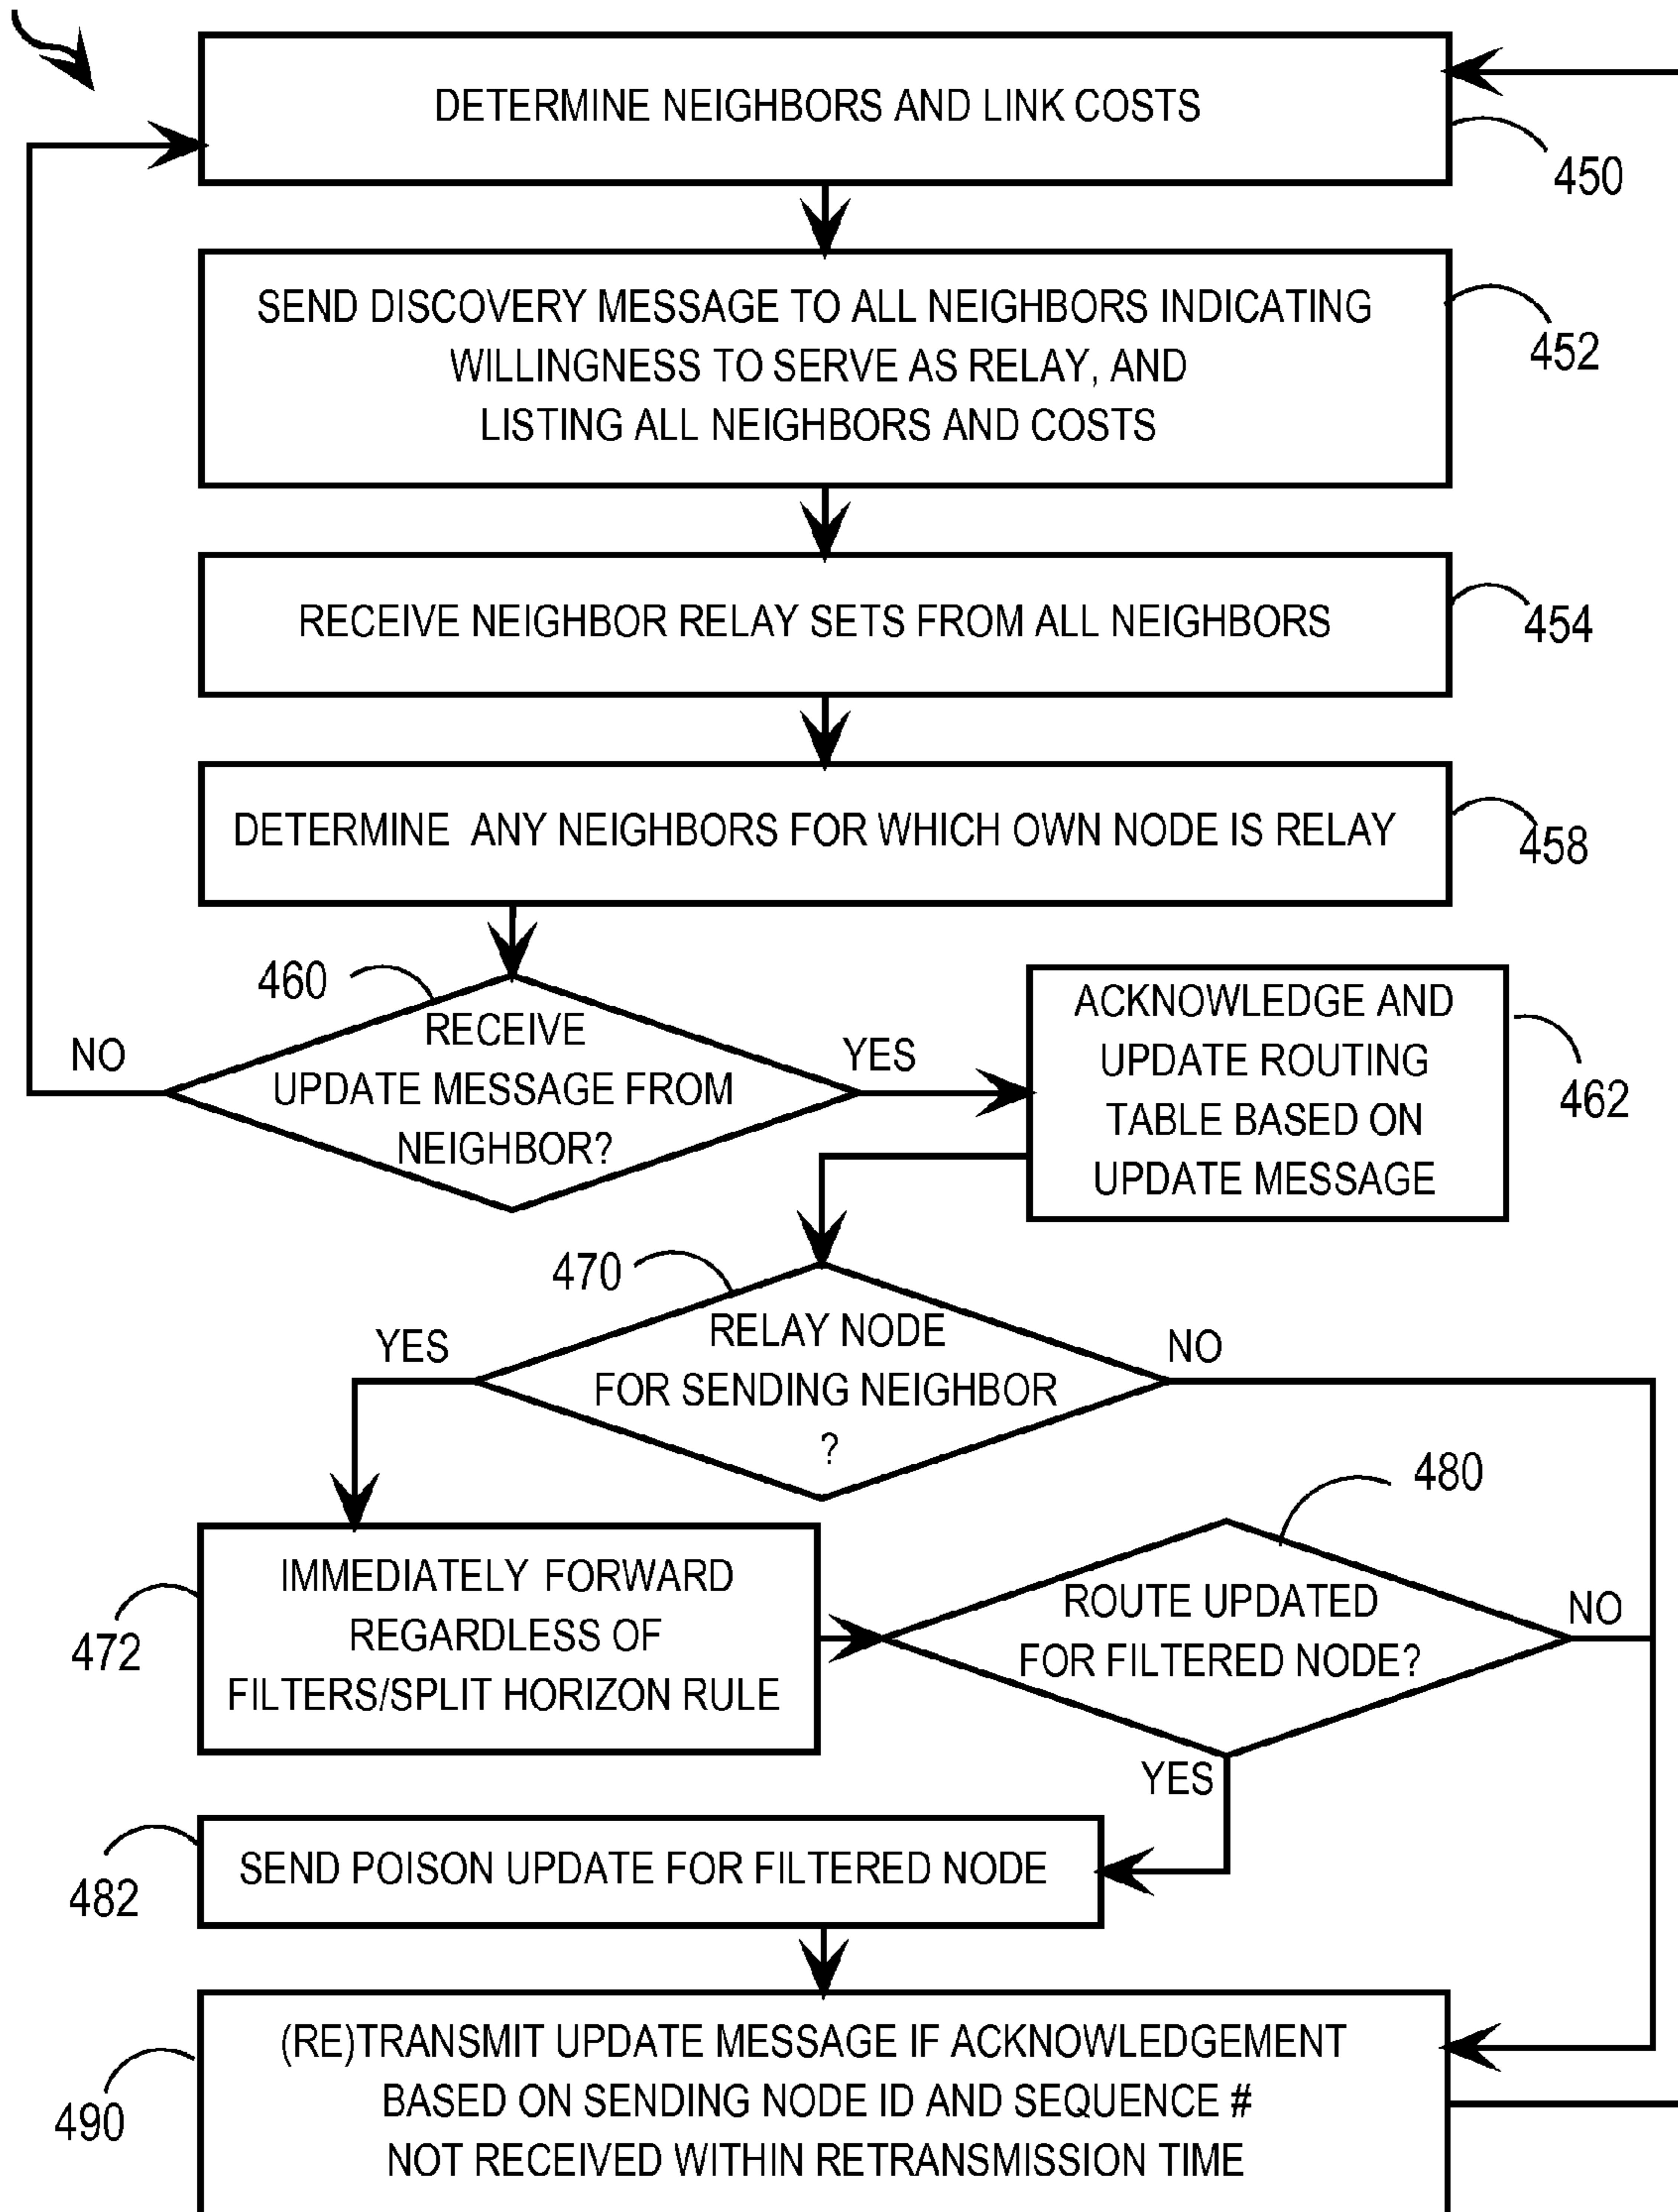 DETERMINE NEIGHBORS AND LINK COSTS
450
SEND DISCOVERY MESSAGE TO ALL NEIGHBORS INDICATING
WILLINGNESS TO SERVE AS RELAY, AND
LISTING ALL NEIGHBORS AND COSTS
452
RECEIVE NEIGHBOR RELAY SETS FROM ALL NEIGHBORS
454
DETERMINE ANY NEIGHBORS FOR WHICH OWN NODE IS RELAY
458
460
RECEIVE
UPDATE MESSAGE FROM
NEIGHBOR?
NO
YES
ACKNOWLEDGE AND
UPDATE ROUTING
TABLE BASED ON
UPDATE MESSAGE
462
470
RELAY NODE
FOR SENDING NEIGHBOR
?
YES
NO
480
IMMEDIATELY FORWARD
REGARDLESS OF
FILTERS/SPLIT HORIZON RULE
472
ROUTE UPDATED
FOR FILTERED NODE?
NO
YES
SEND POISON UPDATE FOR FILTERED NODE
482
(RE)TRANSMIT UPDATE MESSAGE IF ACKNOWLEDGEMENT
BASED ON SENDING NODE ID AND SEQUENCE #
NOT RECEIVED WITHIN RETRANSMISSION TIME
490